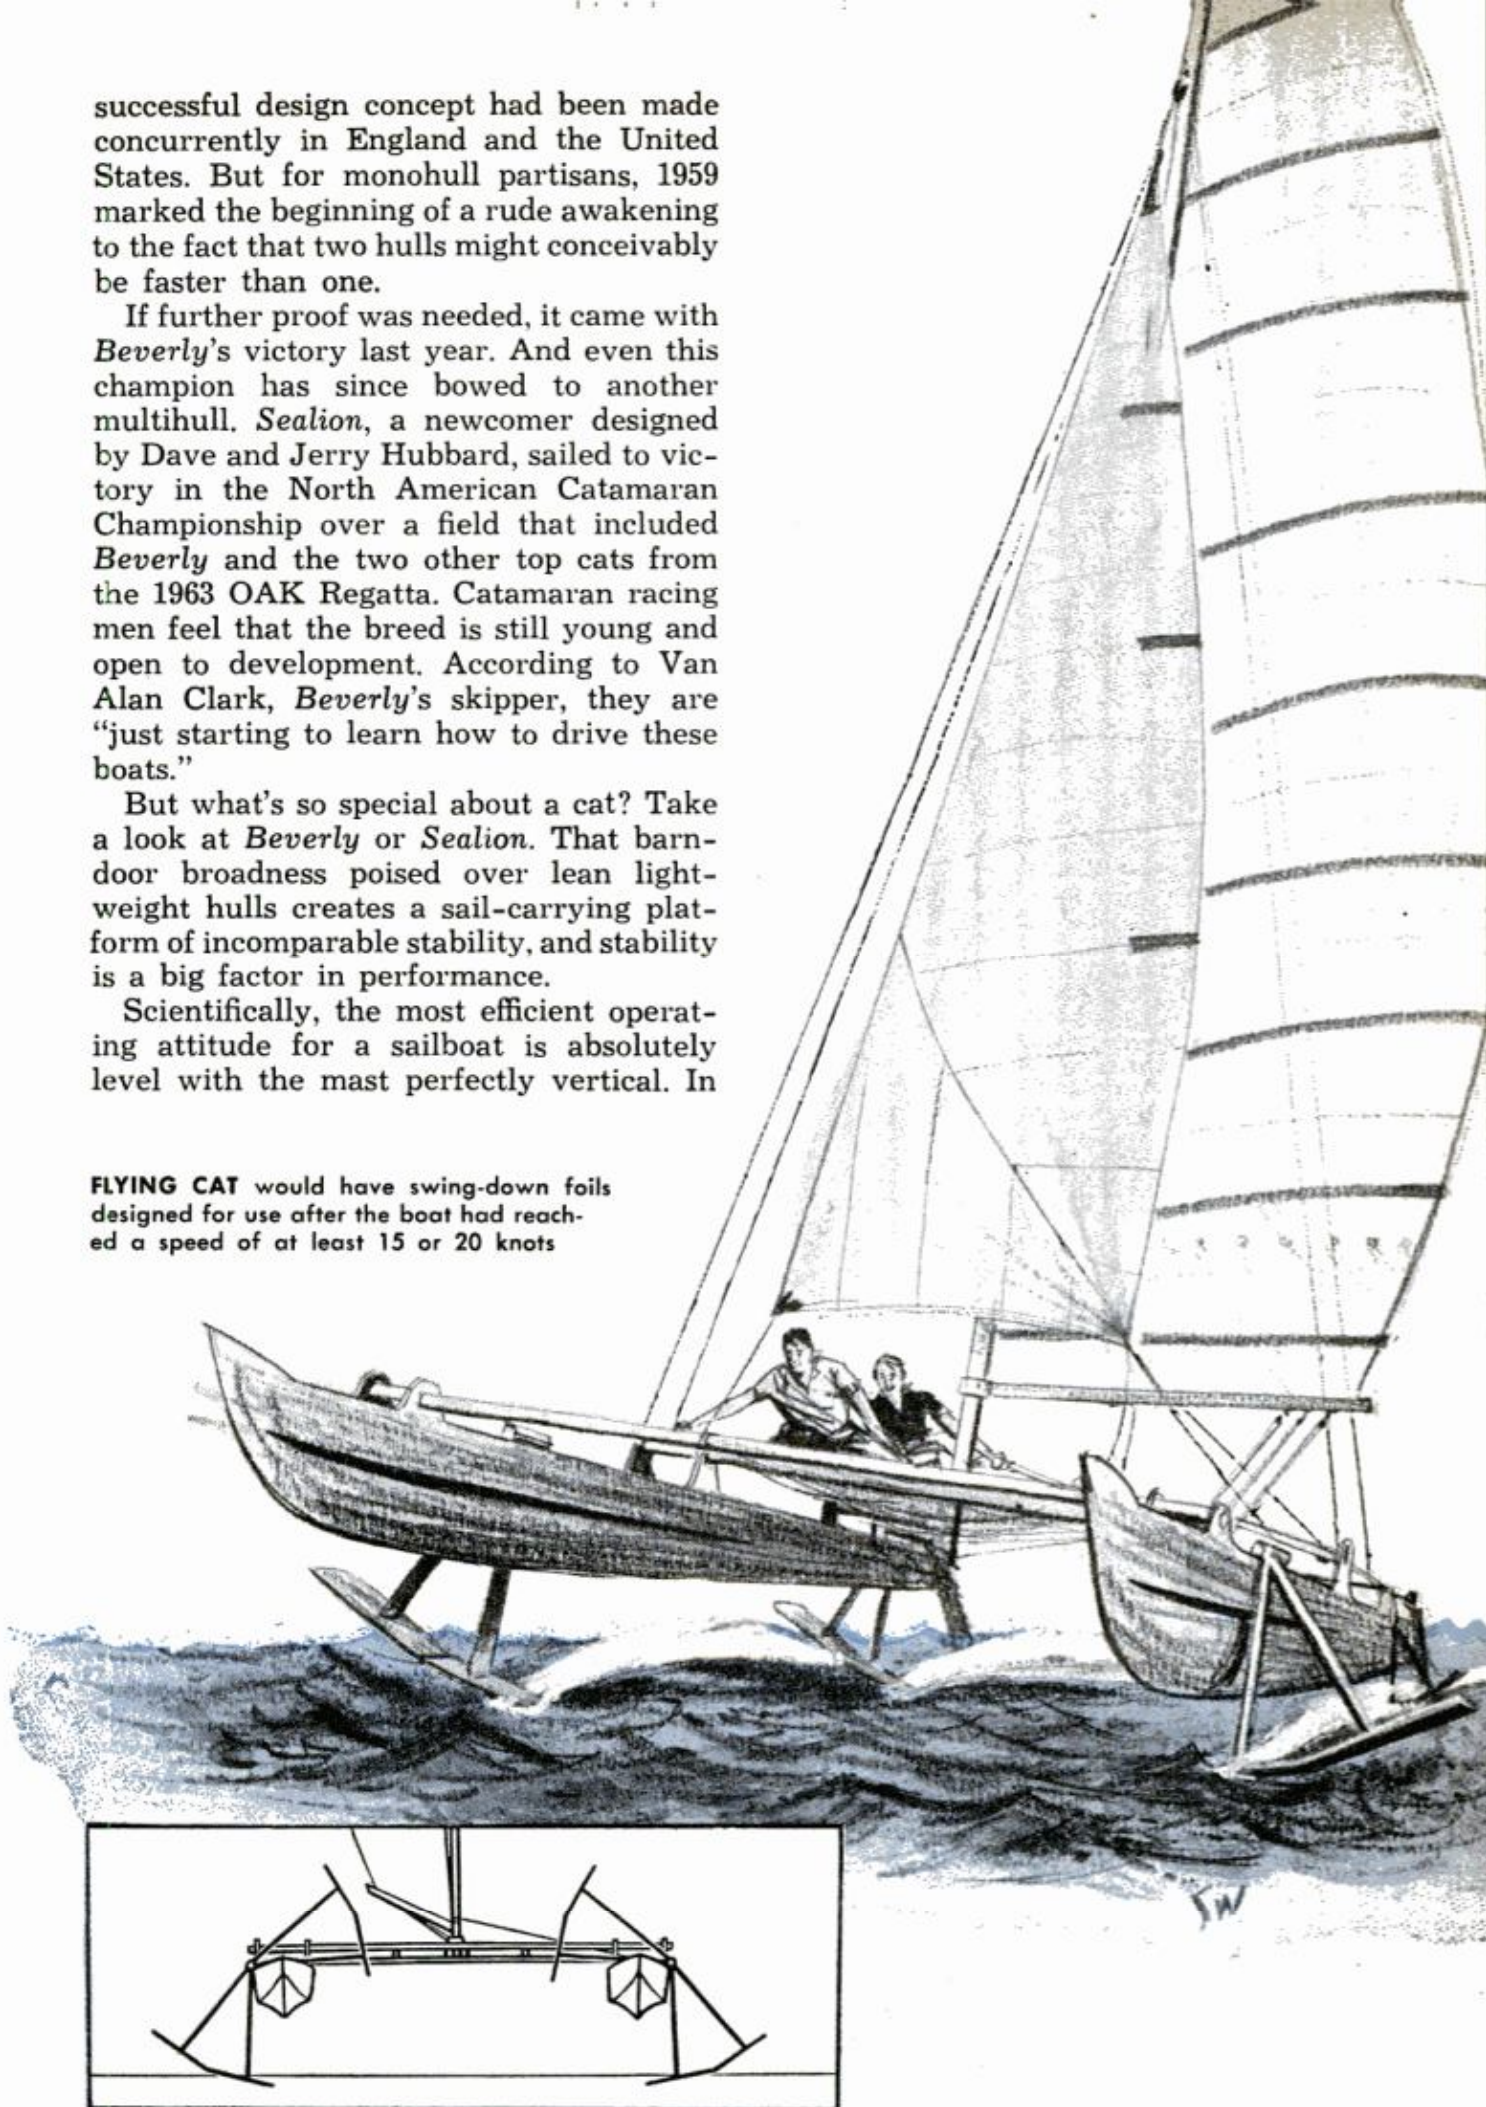 successful design concept had been made
concurrently in England and the United
States. But for monohull partisans, 1959
marked the beginning of a rude awakening
to the fact that two hulls might conceivably
be faster than one.
If further proof was needed, it came with
Beverly's victory last year. And even this
champion has since bowed to another
multihull. Sealion, a newcomer designed
by Dave and Jerry Hubbard, sailed to vic-
tory in the North American Catamaran
Championship over a field that included
Beverly and the two other top cats from
the 1963 OAK Regatta. Catamaran racing
men feel that the breed is still young and
open to development. According to Van
Alan Clark, Beverly's skipper, they are
“just starting to learn how to drive these
boats.”
But what's so special about a cat? Take
a look at Beverly or Sealion. That barn-
door broadness poised over lean light-
weight hulls creates a sail-carrying plat-
form of incomparable stability, and stability
is a big factor in performance.
Scientifically, the most efficient operat-
ing attitude for a sailboat is absolutely
level with the mast perfectly vertical. In
FLYING CAT would have swing-down foils
designed for use after the boat had reach-
ed a speed of at least 15 or 20 knots
SW